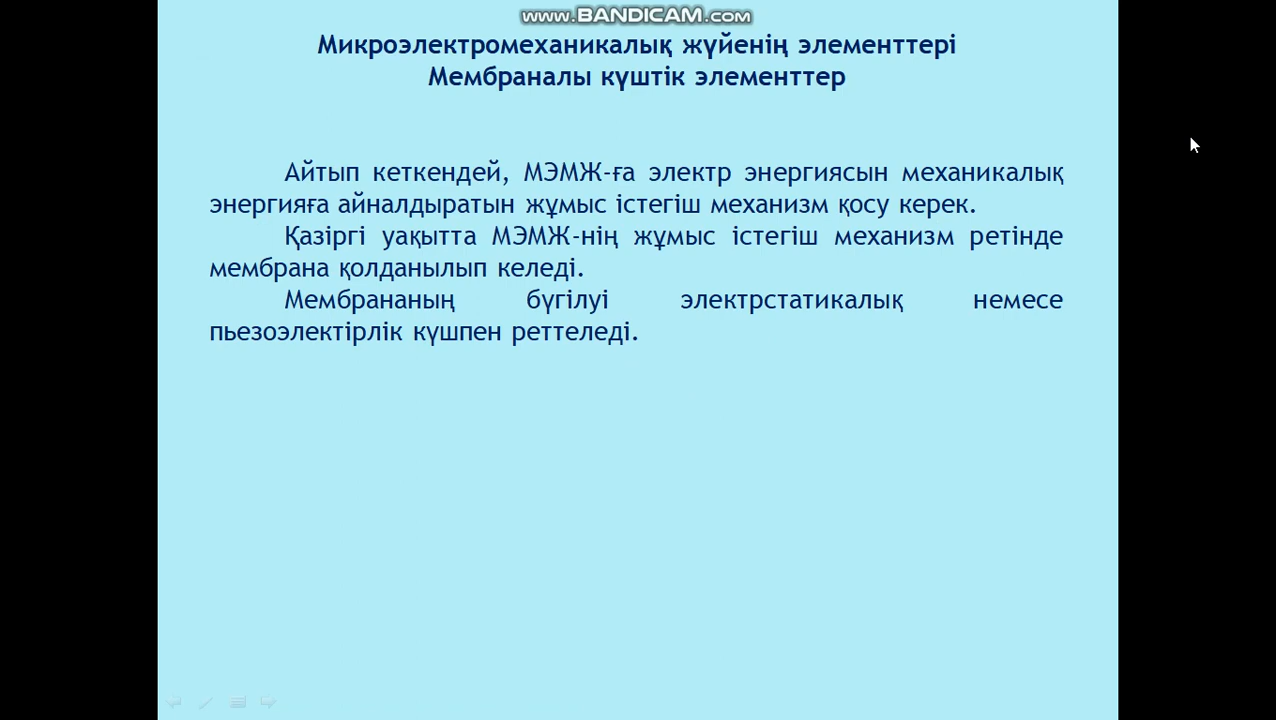 www.BANDICAM.com
Микроэлектромеханикалық жүйенің элементтері
Мембраналы күштік элементтер
Айтып кеткендей, МЭМЖ-ға электр энергиясын механикалық
энергияға айналдыратын жұмыс істегіш механизм қосу керек.
Қазіргі уақытта МЭМЖ-нің жұмыс істегіш механизм ретінде
мембрана қолданылып келеді.
Мембрананың бүгілуі электрстатикалық немесе
пьезоэлектірлік күшпен реттеледі.